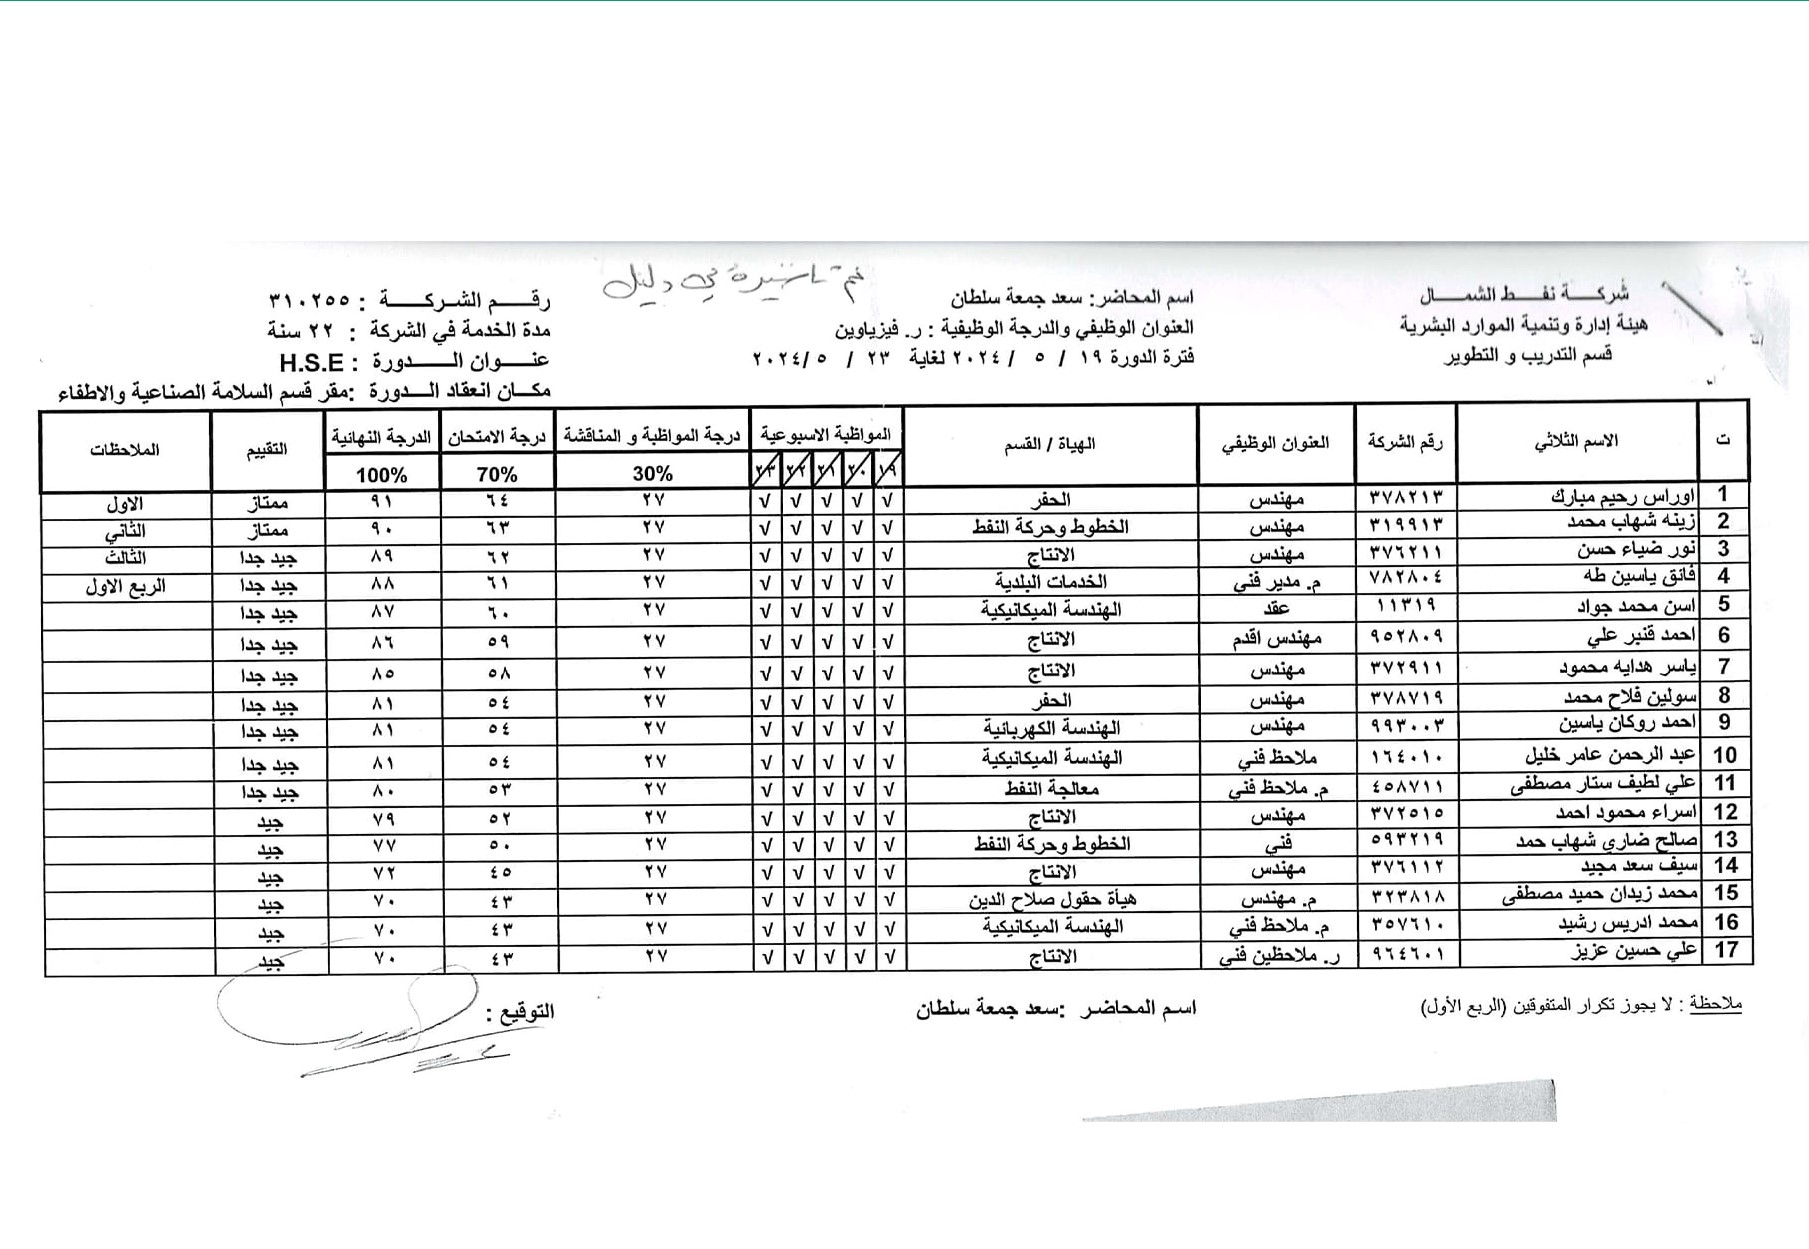 شركة نفط الشمال
هيئة إدارة وتنمية الموارد البشرية
قسم التدريب و التطوير
اسم المحاضر: سعد جمعة سلطان
العنوان الوظيفي والدرجة الوظيفية : ر. فيزياوين
فترة الدورة ١٩ / ٥ / ٢٠٢٤ لغاية ٢٣ / ٥ /٢٠٢٤
في دليل
رقم الشركة : ٣١٠٢٥٥
مدة الخدمة في الشركة : ٢٢ سنة
عنوان الدورة : H.S.E
مكان انعقاد الدورة :مقر قسم السلامة الصناعية والاطفاء
ت الاسم الثلاثي رقم الشركة العنوان الوظيفي الهيأة / القسم المواظبة الاسبوعية درجة المواظبة و المناقشة درجة الامتحان الدرجة النهائية التقييم الملاحظات
١٩ ٢٠ ٢١ ٢٢ ٢٣ 30% 70% 100%
1 اوراس رحيم مبارك ٣٧٨٢١٣ مهندس الحفر √ √ √ √ √ ٢٧ ٦٤ ٩١ ممتاز الاول
2 زينه شهاب محمد ٣١٩٩١٣ مهندس الخطوط وحركة النفط √ √ √ √ √ ٢٧ ٦٣ ٩٠ ممتاز الثاني
3 نور ضياء حسن ٣٧٦٢١١ مهندس الانتاج √ √ √ √ √ ٢٧ ٦٢ ٨٩ جيد جدا الثالث
4 فائق ياسين طه ٧٨٢٨٠٤ م. مدير فني الخدمات البلدية √ √ √ √ √ ٢٧ ٦١ ٨٨ جيد جدا الربع الاول
5 اسن محمد جواد ١١٣١٩ عقد الهندسة الميكانيكية √ √ √ √ √ ٢٧ ٦٠ ٨٧ جيد جدا
6 احمد قنبر علي ٩٥٢٨٠٩ مهندس اقدم الانتاج √ √ √ √ √ ٢٧ ٥٩ ٨٦ جيد جدا
7 ياسر هدايه محمود ٣٧٢٩١١ مهندس الانتاج √ √ √ √ √ ٢٧ ٥٨ ٨٥ جيد جدا
8 سولين فلاح محمد ٣٧٨٧١٩ مهندس الحفر √ √ √ √ √ ٢٧ ٥٤ ٨١ جيد جدا
9 احمد روكان ياسين ٩٩٣٠٠٣ مهندس الهندسة الكهربائية √ √ √ √ √ ٢٧ ٥٤ ٨١ جيد جدا
10 عبد الرحمن عامر خليل ١٦٤٠١٠ ملاحظ فني الهندسة الميكانيكية √ √ √ √ √ ٢٧ ٥٤ ٨١ جيد جدا
11 علي لطيف ستار مصطفى ٤٥٨٧١١ م. ملاحظ فني معالجة النفط √ √ √ √ √ ٢٧ ٥٣ ٨٠ جيد جدا
12 اسراء محمود احمد ٣٧٢٥١٥ مهندس الانتاج √ √ √ √ √ ٢٧ ٥٢ ٧٩ جيد
13 صالح ضاري شهاب حمد ٥٩٣٢١٩ فني الخطوط وحركة النفط √ √ √ √ √ ٢٧ ٥٠ ٧٧ جيد
14 سيف سعد مجيد ٣٧٦١١٢ مهندس الانتاج √ √ √ √ √ ٢٧ ٤٥ ٧٢ جيد
15 محمد زيدان حميد مصطفى ٣٢٣٨١٨ م. مهندس هيأة حقول صلاح الدين √ √ √ √ √ ٢٧ ٤٣ ٧٠ جيد
16 محمد ادريس رشيد ٣٥٧٦١٠ م. ملاحظ فني الهندسة الميكانيكية √ √ √ √ √ ٢٧ ٤٣ ٧٠ جيد
17 علي حسين عزيز ٩٦٤٦٠١ ر. ملاحظين فني الانتاج √ √ √ √ √ ٢٧ ٤٣ ٧٠ جيد
ملاحظة : لا يجوز تكرار المتفوقين (الربع الأول)
اسم المحاضر :سعد جمعة سلطان
التوقيع :